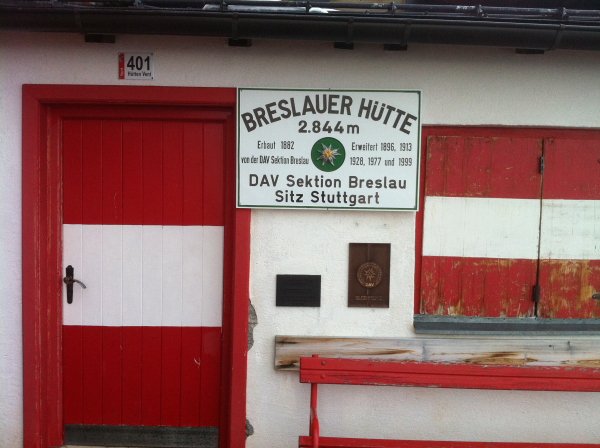 401
Hütten Vent
BRESLAUER HÜTTE
2.844m
Erbaut 1882
von der DAV Sektion Breslau
Erweitert 1896, 1913
1928, 1977 und 1999
DAV Sektion Breslau
Sitz Stuttgart
DAV